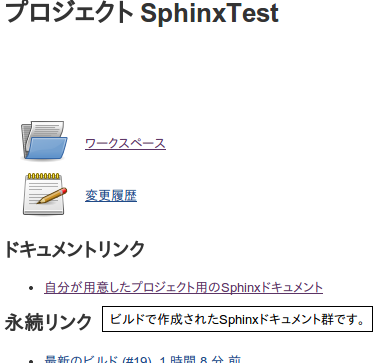 プロジェクト SphinxTest
ワークスペース
変更履歴
ドキュメントリンク
自分が用意したプロジェクト用のSphinxドキュメント
永続リンク
ビルドで作成されたSphinxドキュメント群です。
最新のビルド (#19), 1 時間 8 分 前